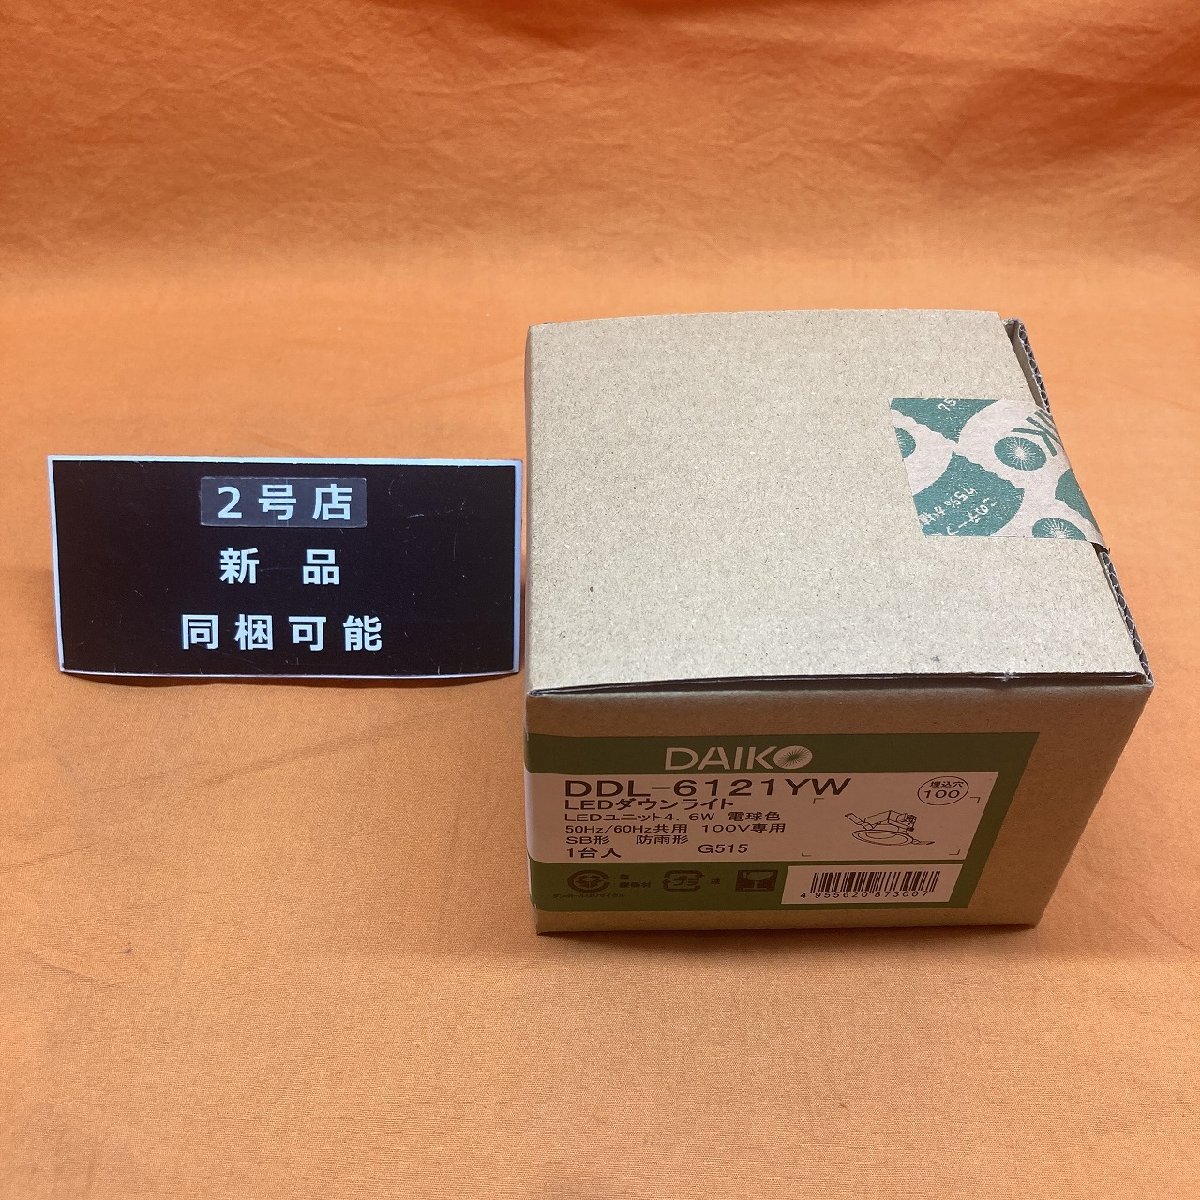 2号店
新品
同梱可能
DAIKO
DDL-6121YW
LEDダウンライト
LEDユニット4.6W 電球色
50Hz/60Hz共用 100V専用
SB形 防雨形
1台入 G515
埋込穴
100